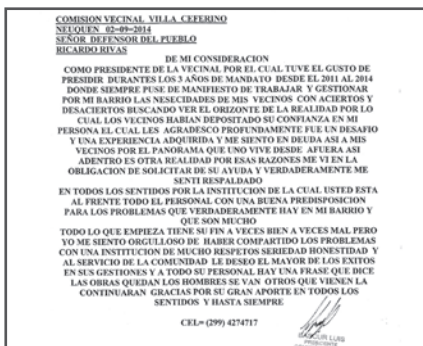 COMISION VECINAL VILLA CEFERINO
NEUQUEN 02-09-2014
SEÑOR DEFENSOR DEL PUEBLO
RICARDO RIVAS
DE MI CONSIDERACION
COMO PRESIDENTE DE LA VECINAL POR EL CUAL TUVE EL GUSTO DE
PRESIDIR DURANTES LOS 3 AÑOS DE MANDATO DESDE EL 2011 AL 2014
DONDE SIEMPRE PUSE DE MANIFIESTO DE TRABAJAR Y GESTIONAR
POR MI BARRIO LAS NESECIDADES DE MIS VECINOS CON ACIERTOS Y
DESACIERTOS BUSCANDO VER EL ORIZONTE DE LA REALIDAD POR LO
CUAL LOS VECINOS HABIAN DEPOSITADO SU CONFIANZA EN MI
PERSONA EL CUAL LES AGRADESCO PROFUNDAMENTE FUE UN DESAFIO
Y UNA EXPERIENCIA ADQUIRIDA Y ME SIENTO EN DEUDA ASI A MIS
VECINOS POR EL PANORAMA QUE UNO VIVE DESDE AFUERA ASI
ADENTRO ES OTRA REALIDAD POR ESAS RAZONES ME VI EN LA
OBLIGACION DE SOLICITAR DE SU AYUDA Y VERDADERAMENTE ME
SENTI RESPALDADO
EN TODOS LOS SENTIDOS POR LA INSTITUCION DE LA CUAL USTED ESTA
AL FRENTE TODO EL PERSONAL CON UNA BUENA PREDISPOSICION
PARA LOS PROBLEMAS QUE VERDADERAMENTE HAY EN MI BARRIO Y
QUE SON MUCHO
TODO LO QUE EMPIEZA TIENE SU FIN A VECES BIEN A VECES MAL PERO
YO ME SIENTO ORGULLOSO DE HABER COMPARTIDO LOS PROBLEMAS
CON UNA INSTITUCION DE MUCHO RESPETOS SERIEDAD HONESTIDAD Y
AL SERVICIO DE LA COMUNIDAD LE DESEO EL MAYOR DE LOS EXITOS
EN SUS GESTIONES Y A TODO SU PERSONAL HAY UNA FRASE QUE DICE
LAS OBRAS QUEDAN LOS HOMBRES SE VAN OTROS QUE VIENEN LA
CONTINUARAN GRACIAS POR SU GRAN APORTE EN TODOS LOS
SENTIDOS Y HASTA SIEMPRE
CEL= (299) 4274717
LUIS
PRESIDENTE